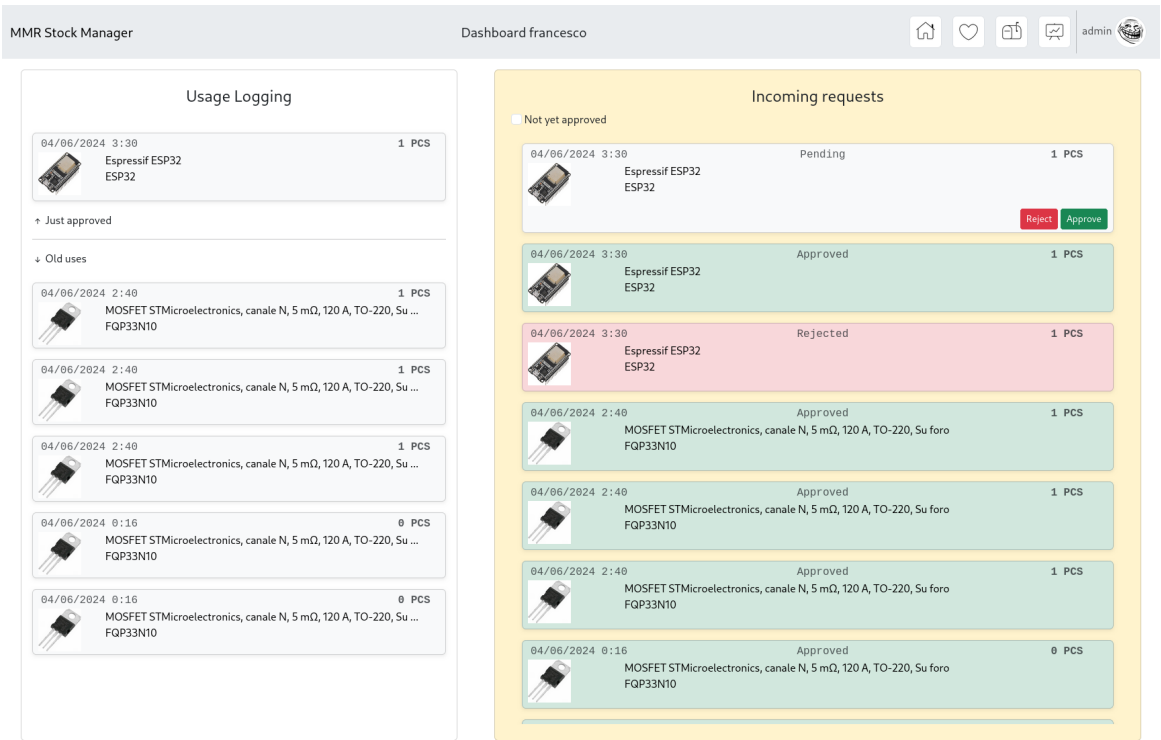 MMR Stock Manager
Dashboard francesco
admin
Usage Logging
04/06/2024 3:30 1 PCS
Espressif ESP32
ESP32
↑ Just approved
↓ Old uses
04/06/2024 2:40 1 PCS
MOSFET STMicroelectronics, canale N, 5 mΩ, 120 A, TO-220, Su ...
FQP33N10
04/06/2024 2:40 1 PCS
MOSFET STMicroelectronics, canale N, 5 mΩ, 120 A, TO-220, Su ...
FQP33N10
04/06/2024 2:40 1 PCS
MOSFET STMicroelectronics, canale N, 5 mΩ, 120 A, TO-220, Su ...
FQP33N10
04/06/2024 0:16 0 PCS
MOSFET STMicroelectronics, canale N, 5 mΩ, 120 A, TO-220, Su ...
FQP33N10
04/06/2024 0:16 0 PCS
MOSFET STMicroelectronics, canale N, 5 mΩ, 120 A, TO-220, Su ...
FQP33N10
Incoming requests
Not yet approved
04/06/2024 3:30 Pending 1 PCS
Espressif ESP32
ESP32
Reject Approve
04/06/2024 3:30 Approved 1 PCS
Espressif ESP32
ESP32
04/06/2024 3:30 Rejected 1 PCS
Espressif ESP32
ESP32
04/06/2024 2:40 Approved 1 PCS
MOSFET STMicroelectronics, canale N, 5 mΩ, 120 A, TO-220, Su foro
FQP33N10
04/06/2024 2:40 Approved 1 PCS
MOSFET STMicroelectronics, canale N, 5 mΩ, 120 A, TO-220, Su foro
FQP33N10
04/06/2024 2:40 Approved 1 PCS
MOSFET STMicroelectronics, canale N, 5 mΩ, 120 A, TO-220, Su foro
FQP33N10
04/06/2024 0:16 Approved 0 PCS
MOSFET STMicroelectronics, canale N, 5 mΩ, 120 A, TO-220, Su foro
FQP33N10